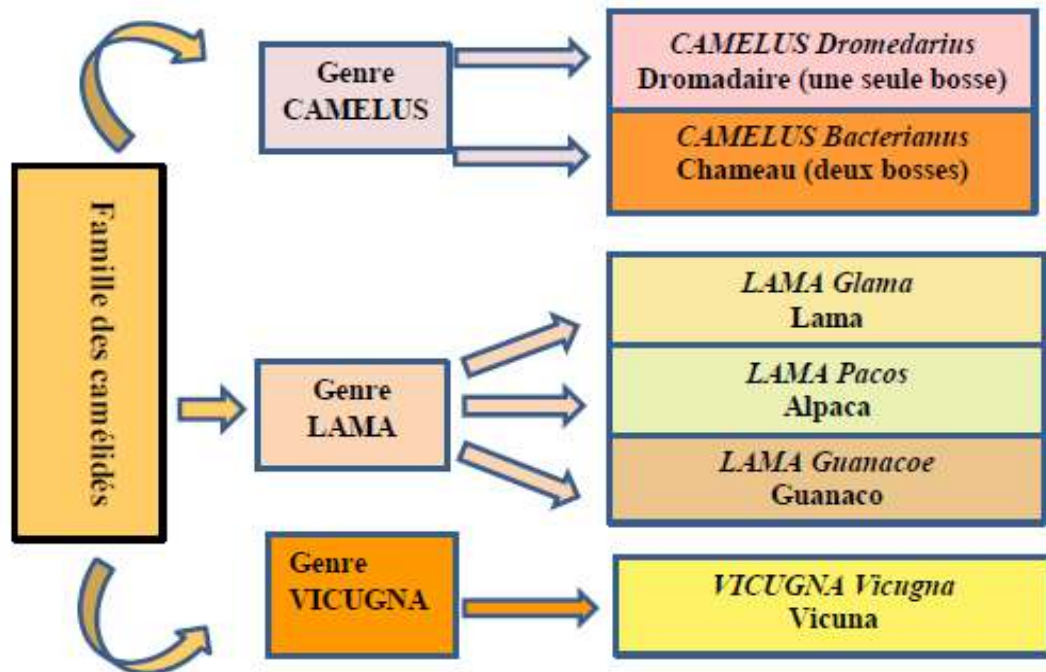 Famille des camélidés
Genre
CAMELUS
CAMELUS Dromedarius
Dromadaire (une seule bosse)
CAMELUS Bacterianus
Chameau (deux bosses)
Genre
LAMA
LAMA Glama
Lama
LAMA Pacos
Alpaca
LAMA Guanacoe
Guanaco
Genre
VICUGNA
VICUGNA Vicugna
Vicuna